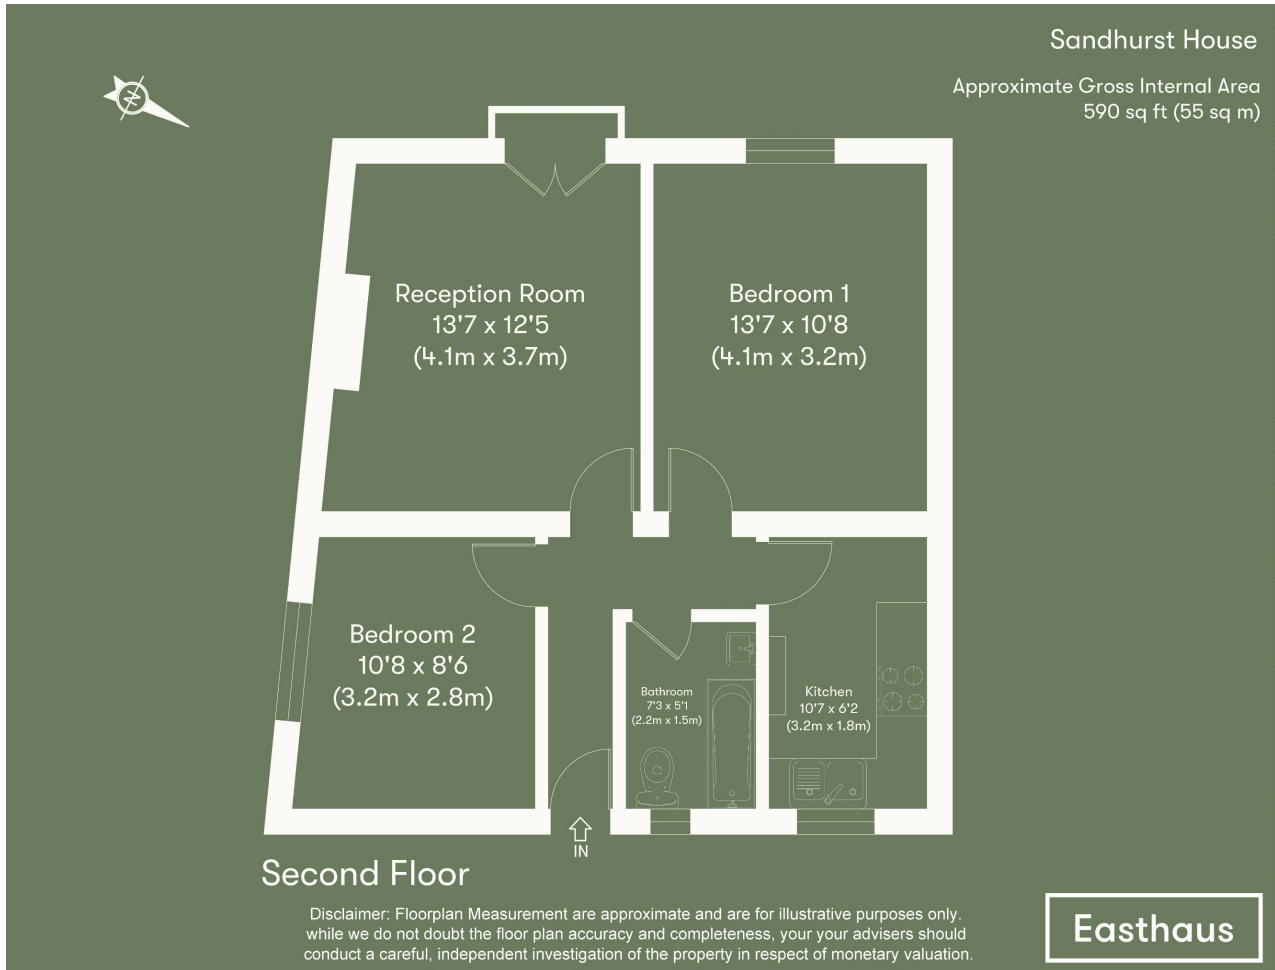 Sandhurst House
Approximate Gross Internal Area
590 sq ft (55 sq m)
N
Reception Room
13'7 x 12'5
(4.1m x 3.7m)
Bedroom 1
13'7 x 10'8
(4.1m x 3.2m)
Bedroom 2
10'8 x 8'6
(3.2m x 2.8m)
Bathroom
7'3 x 5'1
(2.2m x 1.5m)
Kitchen
10'7 x 6'2
(3.2m x 1.8m)
IN
Second Floor
Disclaimer: Floorplan Measurement are approximate and are for illustrative purposes only.
while we do not doubt the floor plan accuracy and completeness, your your advisers should
conduct a careful, independent investigation of the property in respect of monetary valuation.
Easthaus